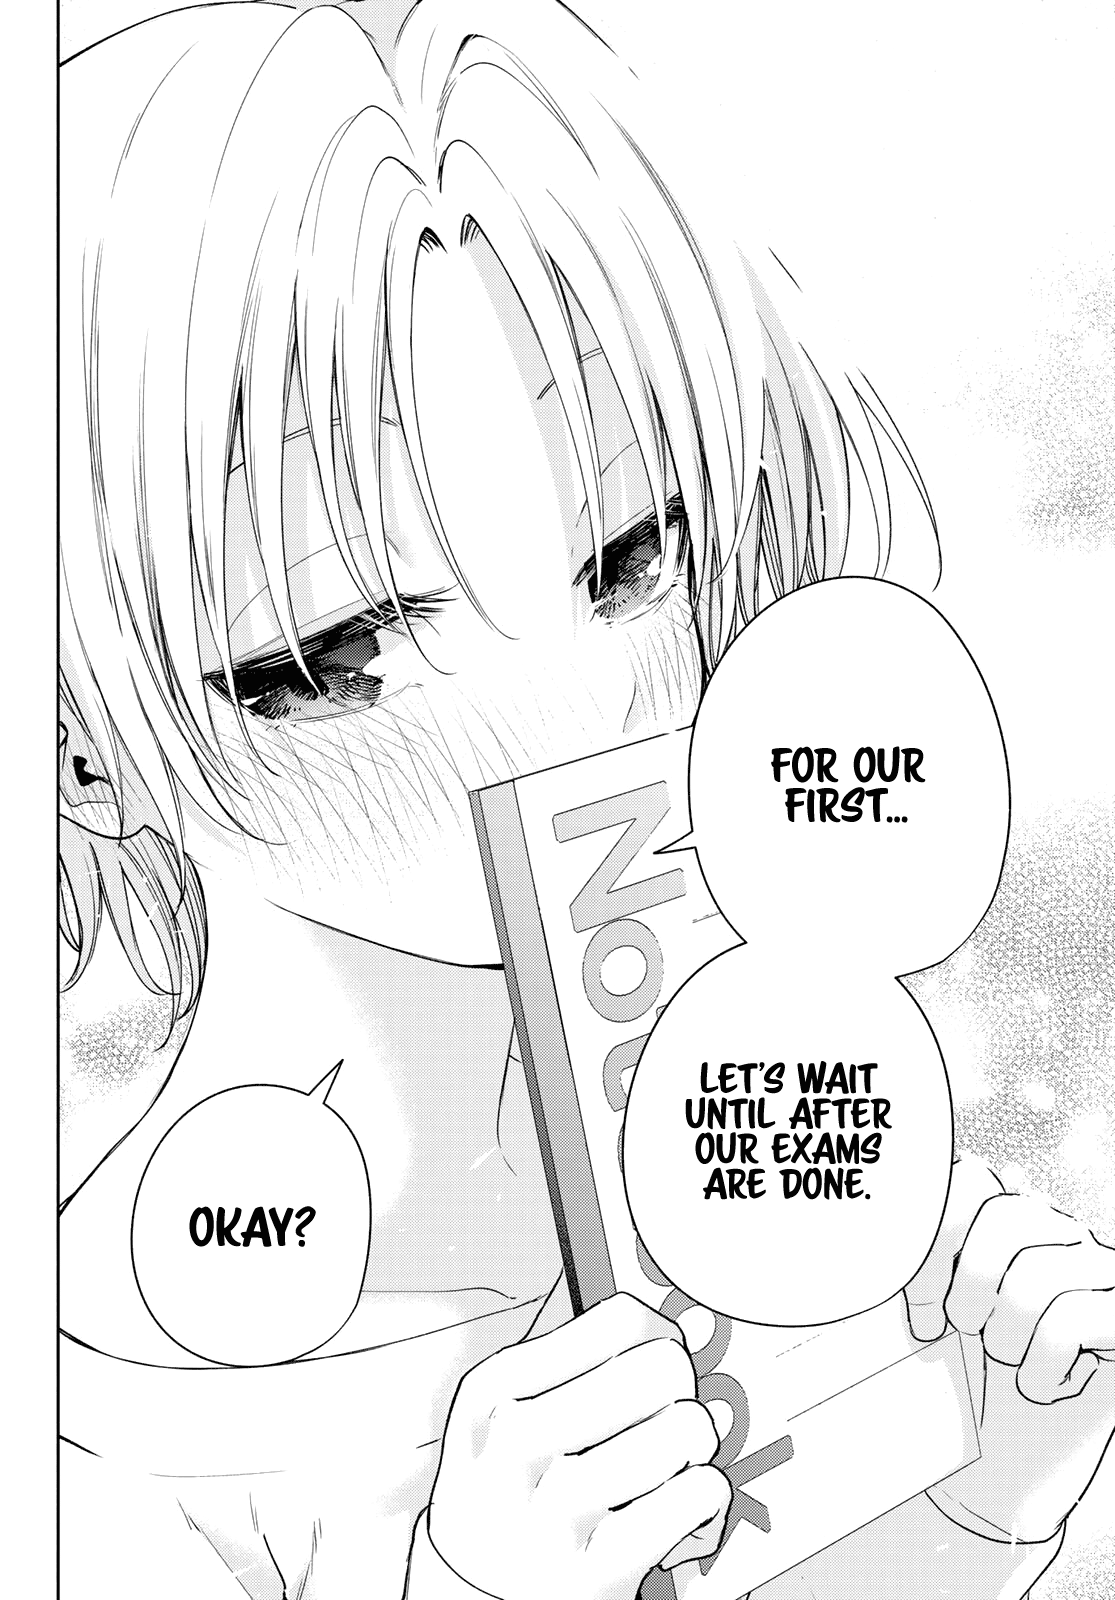 FOR OUR
FIRST...
LET'S WAIT
UNTIL AFTER
OUR EXAMS
ARE DONE.
OKAY?